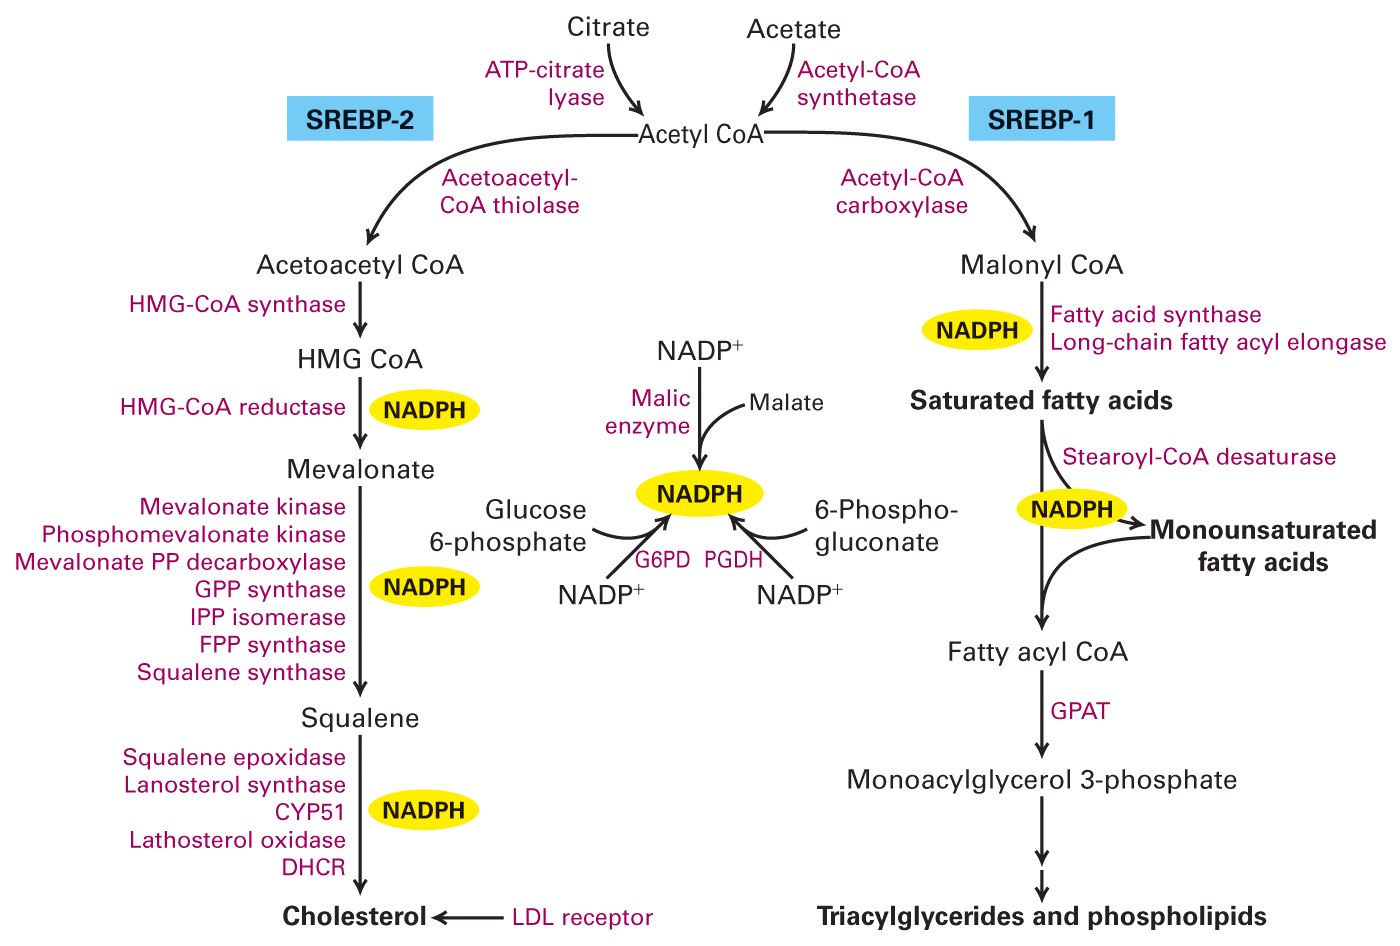 Citrate
Acetate
ATP-citrate
lyase
Acetyl-CoA
synthetase
SREBP-2
SREBP-1
Acetyl CoA
Acetoacetyl-
CoA thiolase
Acetyl-CoA
carboxylase
Acetoacetyl CoA
HMG-CoA synthase
HMG CoA
HMG-CoA reductase
NADPH
Mevalonate
Mevalonate kinase
Phosphomevalonate kinase
Mevalonate PP decarboxylase
GPP synthase
IPP isomerase
FPP synthase
Squalene synthase
NADPH
Squalene
Squalene epoxidase
Lanosterol synthase
CYP51
Lathosterol oxidase
DHCR
NADPH
Cholesterol
LDL receptor
NADP⁺
Malic
enzyme
Malate
NADPH
Glucose
6-phosphate
6-Phospho-
gluconate
G6PD
PGDH
NADP⁺
NADP⁺
Malonyl CoA
NADPH
Fatty acid synthase
Long-chain fatty acyl elongase
Saturated fatty acids
Stearoyl-CoA desaturase
NADPH
Monounsaturated
fatty acids
Fatty acyl CoA
GPAT
Monoacylglycerol 3-phosphate
Triacylglycerides and phospholipids